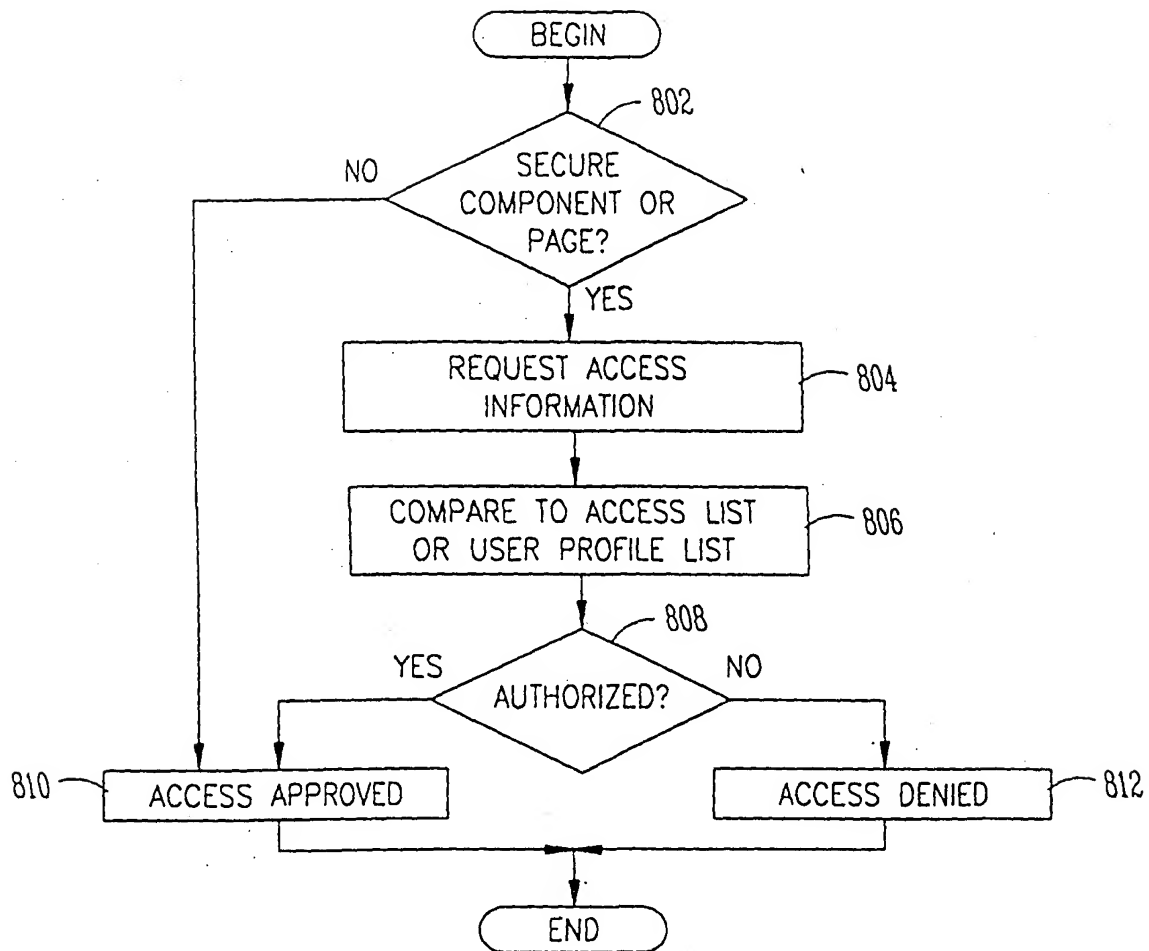 BEGIN
802
SECURE
COMPONENT OR
PAGE?
NO
YES
REQUEST ACCESS
INFORMATION
804
COMPARE TO ACCESS LIST
OR USER PROFILE LIST
806
808
YES
NO
AUTHORIZED?
810
ACCESS APPROVED
ACCESS DENIED
812
END